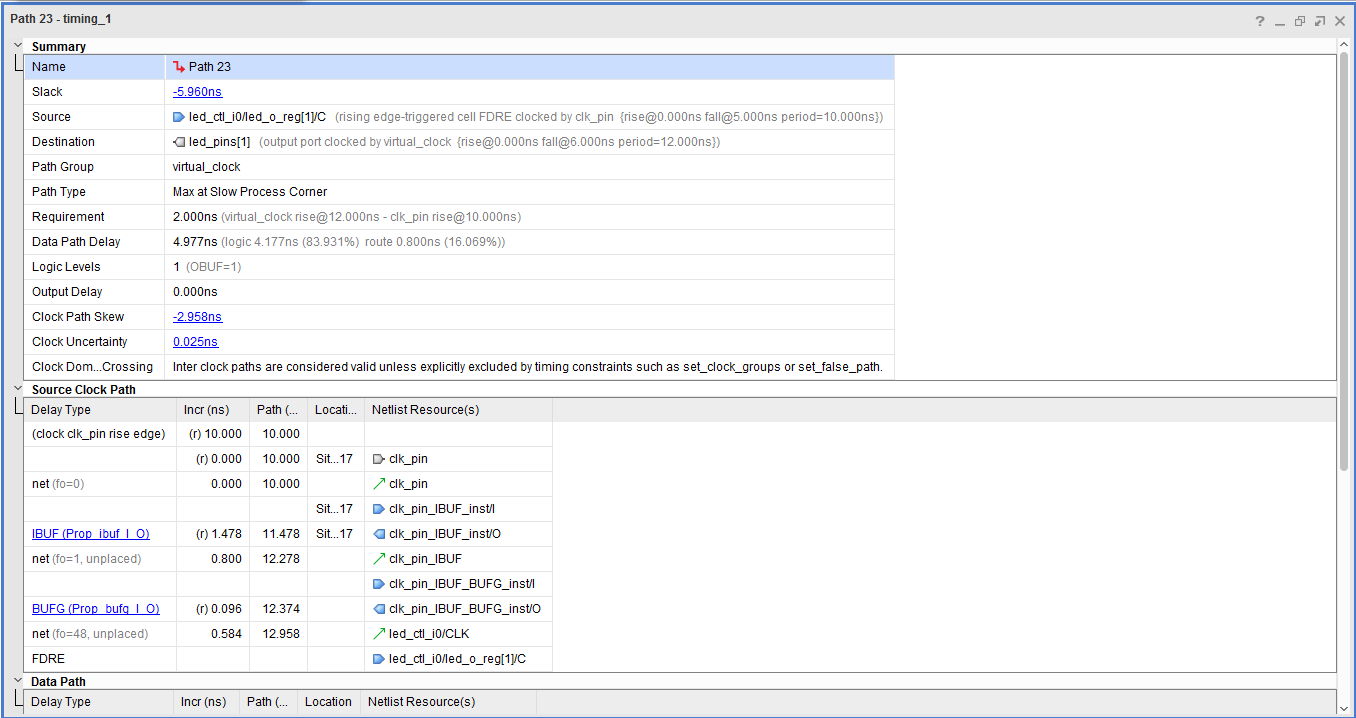 Path 23 - timing_1
Summary
Name Path 23
Slack -5.960ns
Source led_ctl_i0/led_o_reg[1]/C (rising edge-triggered cell FDRE clocked by clk_pin {rise@0.000ns fall@5.000ns period=10.000ns})
Destination led_pins[1] (output port clocked by virtual_clock {rise@0.000ns fall@6.000ns period=12.000ns})
Path Group virtual_clock
Path Type Max at Slow Process Corner
Requirement 2.000ns (virtual_clock rise@12.000ns - clk_pin rise@10.000ns)
Data Path Delay 4.977ns (logic 4.177ns (83.931%) route 0.800ns (16.069%))
Logic Levels 1 (OBUF=1)
Output Delay 0.000ns
Clock Path Skew -2.958ns
Clock Uncertainty 0.025ns
Clock Dom...Crossing Inter clock paths are considered valid unless explicitly excluded by timing constraints such as set_clock_groups or set_false_path.
Source Clock Path
Delay Type Incr (ns) Path (... Locati... Netlist Resource(s)
(clock clk_pin rise edge) (r) 10.000 10.000
(r) 0.000 10.000 Sit...17 clk_pin
net (fo=0) 0.000 10.000 clk_pin
Sit...17 clk_pin_IBUF_inst/I
IBUF (Prop_ibuf_I_O) (r) 1.478 11.478 Sit...17 clk_pin_IBUF_inst/O
net (fo=1, unplaced) 0.800 12.278 clk_pin_IBUF
clk_pin_IBUF_BUFG_inst/I
BUFG (Prop_bufg_I_O) (r) 0.096 12.374 clk_pin_IBUF_BUFG_inst/O
net (fo=48, unplaced) 0.584 12.958 led_ctl_i0/CLK
FDRE led_ctl_i0/led_o_reg[1]/C
Data Path
Delay Type Incr (ns) Path (... Location Netlist Resource(s)